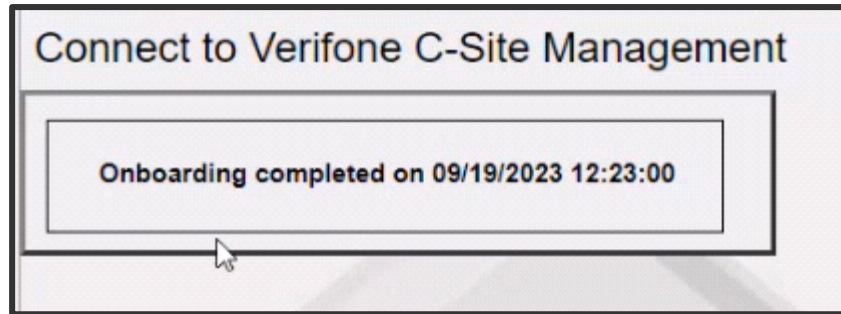 Connect to Verifone C-Site Management
Onboarding completed on 09/19/2023 12:23:00